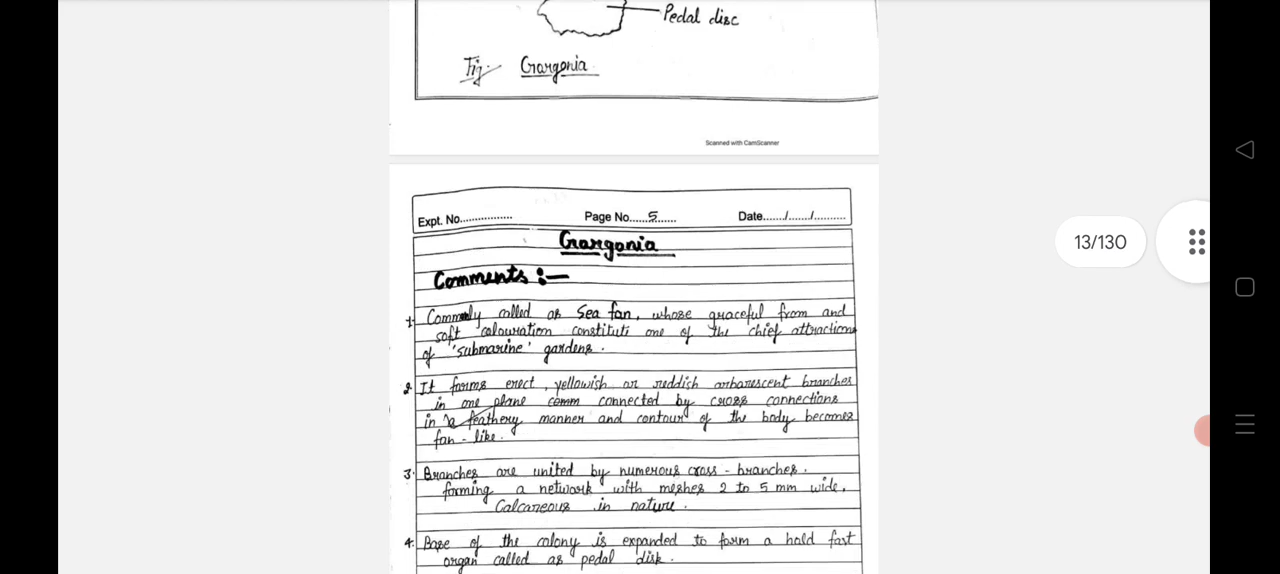 Pedal disc
Fig:- Gorgonia
Scanned with CamScanner
Expt. No................
Page No......5......
Date....../....../.........
Gorgonia
Comments :-
1. Commonly called as Sea fan, whose graceful from and
soft colouration constituti one of the chief attractions
of 'submarine' gardens.
2. It forms erect, yellowish or reddish arborescent branches
in one plane comm connected by cross connections
in a feathery manner and contour of the body becomes
fan-like.
3. Branches are united by numerous cross-branches.
forming a network with meshes 2 to 5 mm wide.
Calcareous in nature.
4. Base of the colony is expanded to form a hold fast
organ called as pedal disk.
13/130